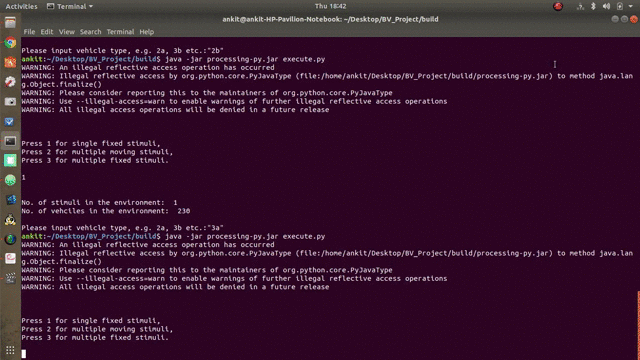 Activities Terminal Thu 18:42
ankit@ankit-HP-Pavilion-Notebook: ~/Desktop/BV_Project/build
File Edit View Search Terminal Help
Please input vehicle type, e.g. 2a, 3b etc.:"2b"
ankit:~/Desktop/BV_Project/build$ java -jar processing-py.jar execute.py
WARNING: An illegal reflective access operation has occurred
WARNING: Illegal reflective access by org.python.core.PyJavaType (file:/home/ankit/Desktop/BV_Project/build/processing-py.jar) to method java.lan
g.Object.finalize()
WARNING: Please consider reporting this to the maintainers of org.python.core.PyJavaType
WARNING: Use --illegal-access=warn to enable warnings of further illegal reflective access operations
WARNING: All illegal access operations will be denied in a future release
Press 1 for single fixed stimuli,
Press 2 for multiple moving stimuli,
Press 3 for multiple fixed stimuli.
1
No. of stimuli in the environment: 1
No. of vehciles in the environment: 230
Please input vehicle type, e.g. 2a, 3b etc.:"3a"
ankit:~/Desktop/BV_Project/build$ java -jar processing-py.jar execute.py
WARNING: An illegal reflective access operation has occurred
WARNING: Illegal reflective access by org.python.core.PyJavaType (file:/home/ankit/Desktop/BV_Project/build/processing-py.jar) to method java.lan
g.Object.finalize()
WARNING: Please consider reporting this to the maintainers of org.python.core.PyJavaType
WARNING: Use --illegal-access=warn to enable warnings of further illegal reflective access operations
WARNING: All illegal access operations will be denied in a future release
Press 1 for single fixed stimuli,
Press 2 for multiple moving stimuli,
Press 3 for multiple fixed stimuli.